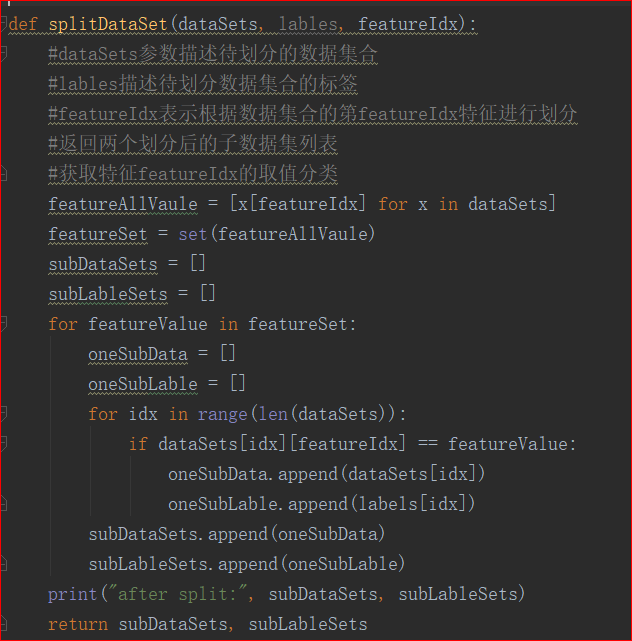 def splitDataSet(dataSets, lables, featureIdx):
    #dataSets参数描述待划分的数据集合
    #lables描述待划分数据集合的标签
    #featureIdx表示根据数据集合的第featureIdx特征进行划分
    #返回两个划分后的子数据集列表
    #获取特征featureIdx的取值分类
    featureAllVaule = [x[featureIdx] for x in dataSets]
    featureSet = set(featureAllVaule)
    subDataSets = []
    subLableSets = []
    for featureValue in featureSet:
        oneSubData = []
        oneSubLable = []
        for idx in range(len(dataSets)):
            if dataSets[idx][featureIdx] == featureValue:
                oneSubData.append(dataSets[idx])
                oneSubLable.append(labels[idx])
        subDataSets.append(oneSubData)
        subLableSets.append(oneSubLable)
    print("after split:", subDataSets, subLableSets)
    return subDataSets, subLableSets